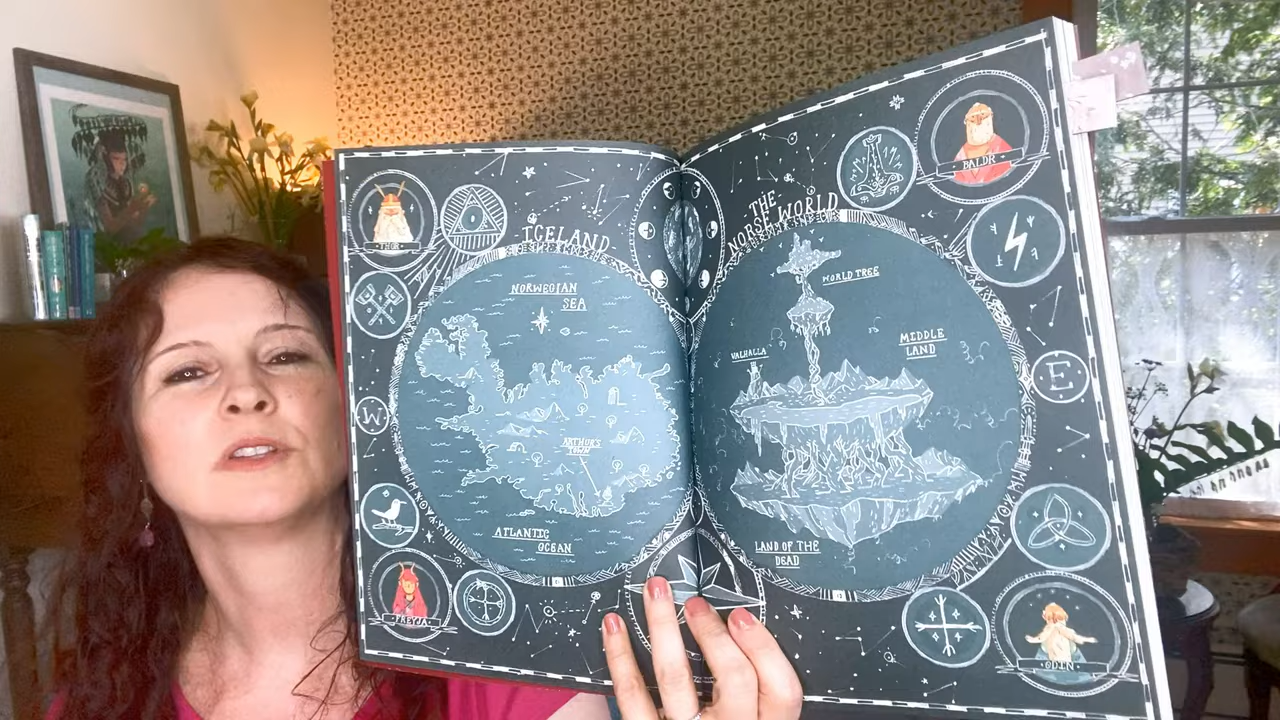 THOR
ICELAND
NORWEGIAN
SEA
W
ARTHUR'S
TOWN
ATLANTIC
OCEAN
FREYJA
THE
NORSE WORLD
BALDR
WORLD TREE
MIDDLE
LAND
VALHALLA
E
LAND OF THE
DEAD
ODIN